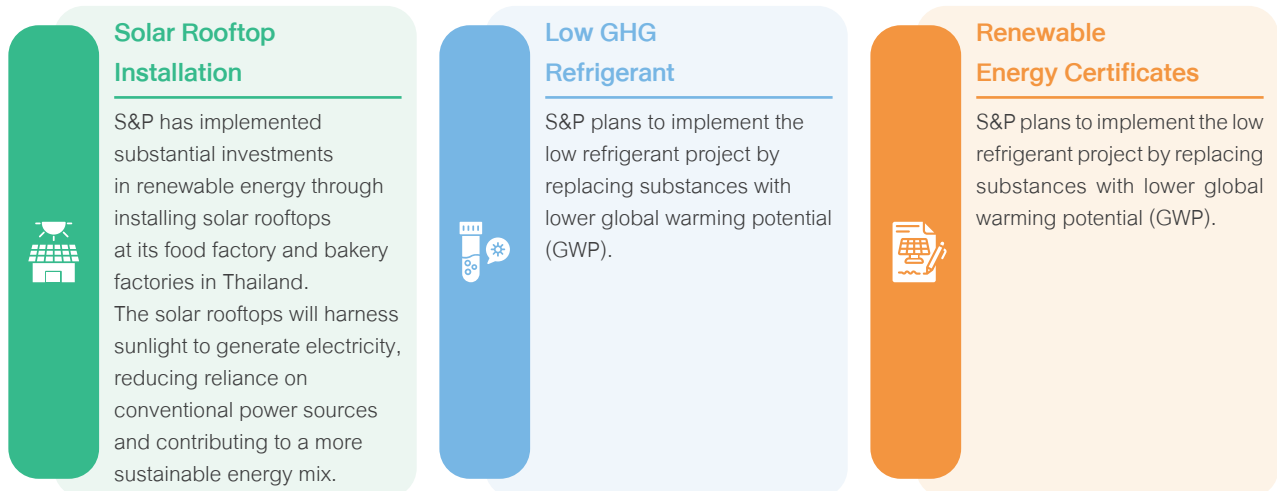 Solar Rooftop
Installation
S&P has implemented
substantial investments
in renewable energy through
installing solar rooftops
at its food factory and bakery
factories in Thailand.
The solar rooftops will harness
sunlight to generate electricity,
reducing reliance on
conventional power sources
and contributing to a more
sustainable energy mix.
Low GHG
Refrigerant
S&P plans to implement the
low refrigerant project by
replacing substances with
lower global warming potential
(GWP).
Renewable
Energy Certificates
S&P plans to implement the low
refrigerant project by replacing
substances with lower global
warming potential (GWP).